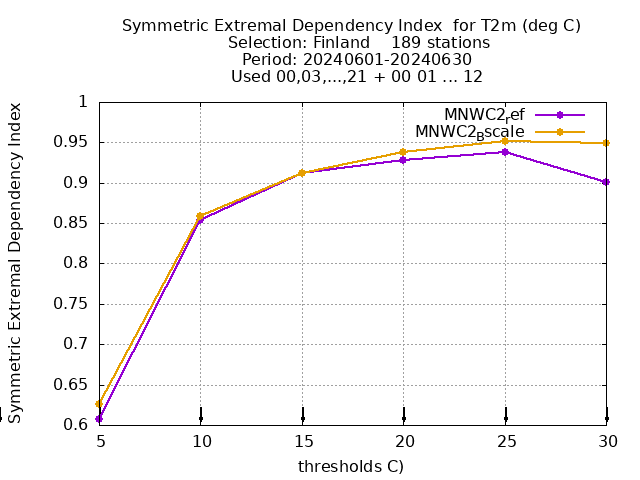 Symmetric Extremal Dependency Index  for T2m (deg C)
Selection: Finland    189 stations
Period: 20240601-20240630
Used 00,03,...,21 + 00 01 ... 12
MNWC2ref
MNWC2Bscale
1
0.95
0.9
0.85
0.8
0.75
0.7
0.65
0.6
Symmetric Extremal Dependency Index
5 10 15 20 25 30
thresholds C)